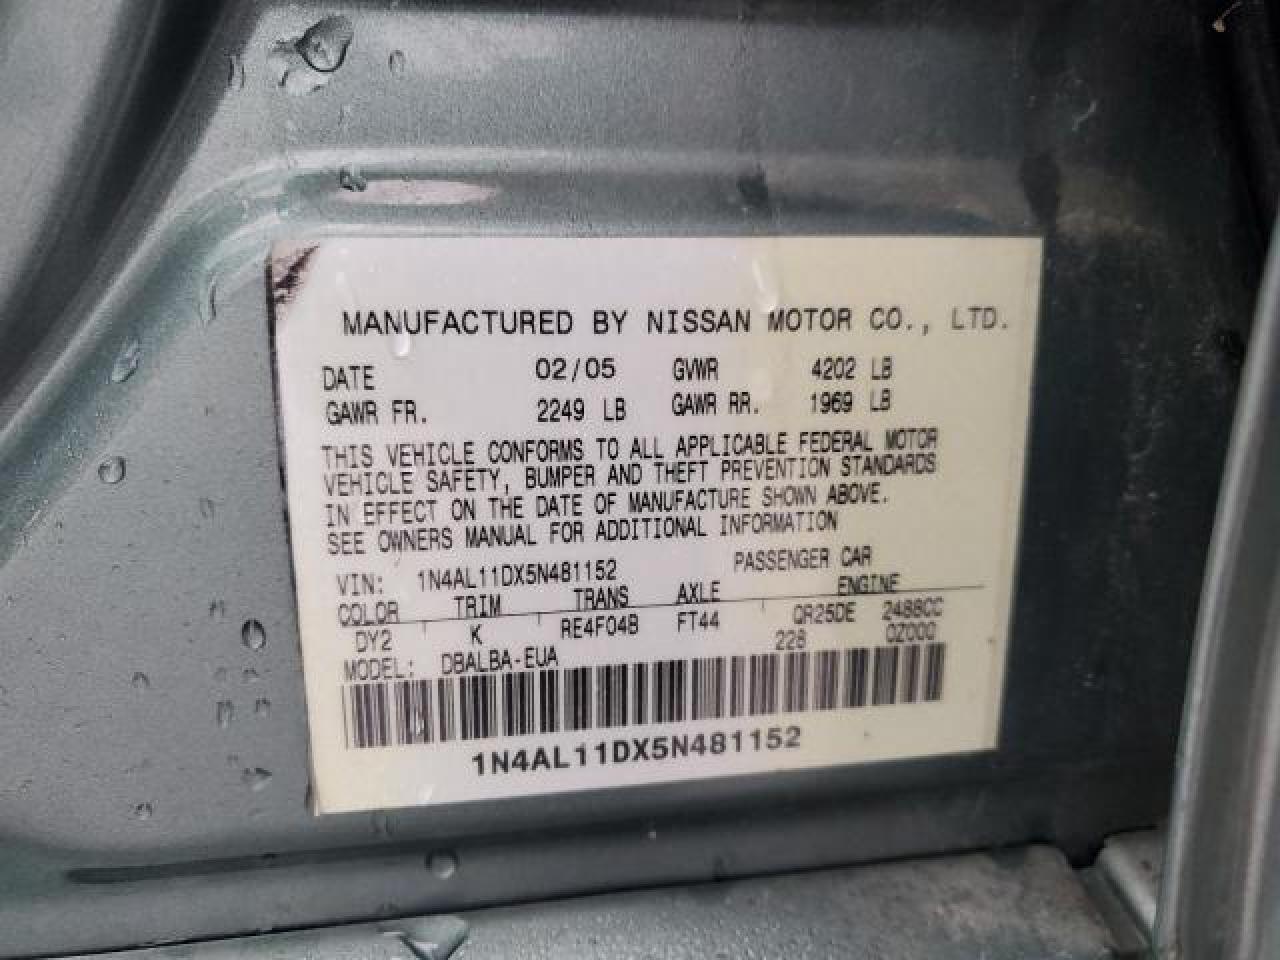 MANUFACTURED BY NISSAN MOTOR CO., LTD.
DATE 02/05 GVWR 4202 LB
GAWR FR. 2249 LB GAWR RR. 1969 LB
THIS VEHICLE CONFORMS TO ALL APPLICABLE FEDERAL MOTOR
VEHICLE SAFETY, BUMPER AND THEFT PREVENTION STANDARDS
IN EFFECT ON THE DATE OF MANUFACTURE SHOWN ABOVE.
SEE OWNERS MANUAL FOR ADDITIONAL INFORMATION
VIN: 1N4AL11DX5N481152 PASSENGER CAR
COLOR TRIM TRANS AXLE ENGINE
DY2 K RE4F04B FT44 QR25DE 2488CC
228 0Z000
MODEL: DBALBA-EUA
1N4AL11DX5N481152